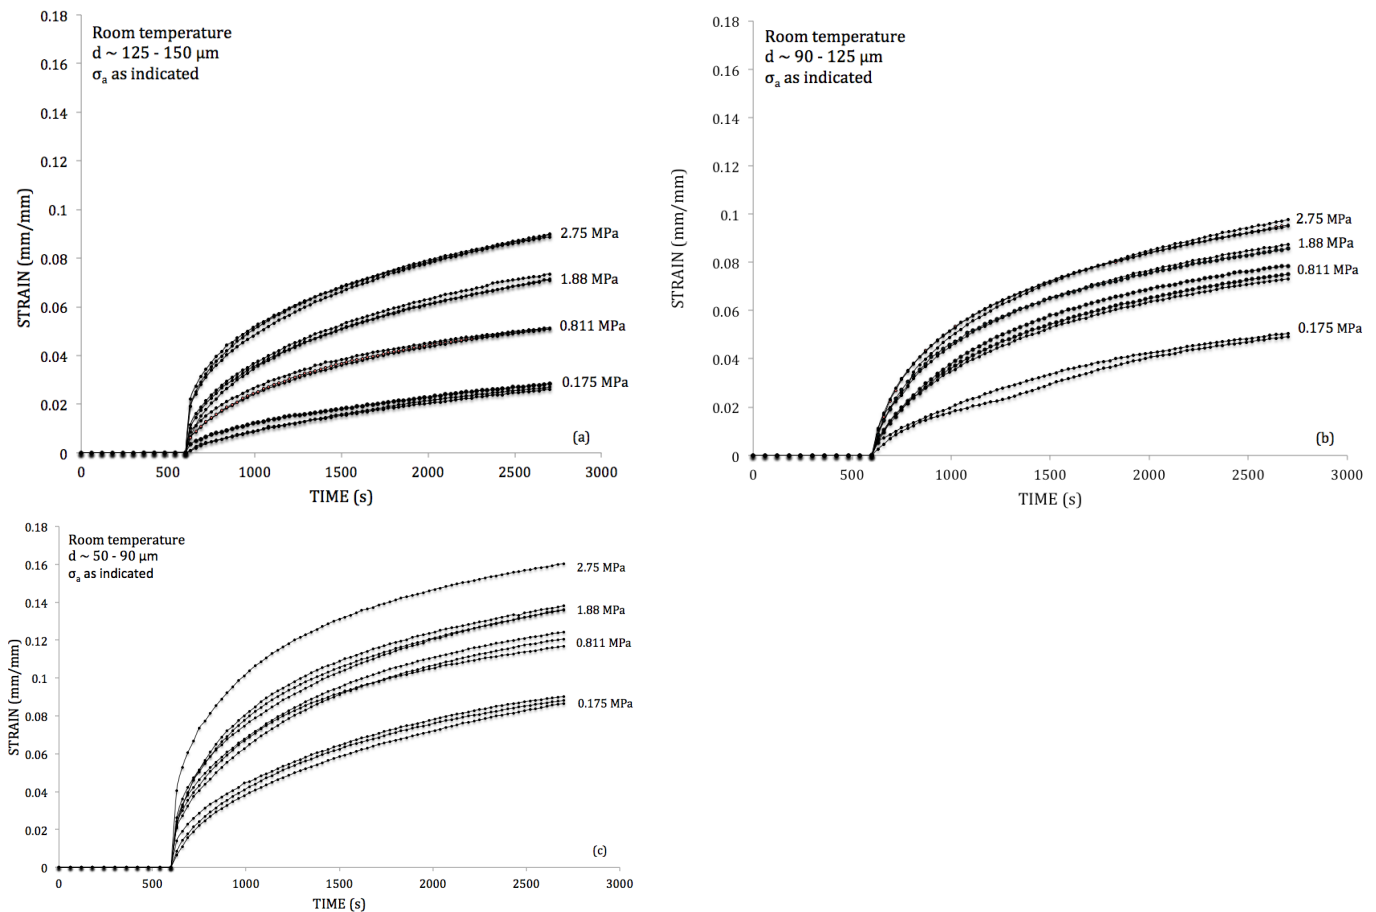 0.18
0.16
0.14
0.12
0.1
0.08
0.06
0.04
0.02
0
STRAIN (mm/mm)
Room temperature
d ~ 125 - 150 μm
σa as indicated
2.75 MPa
1.88 MPa
0.811 MPa
0.175 MPa
(a)
0 500 1000 1500 2000 2500 3000
TIME (s)
0.18
0.16
0.14
0.12
0.1
0.08
0.06
0.04
0.02
0
STRAIN (mm/mm)
Room temperature
d ~ 90 - 125 μm
σa as indicated
2.75 MPa
1.88 MPa
0.811 MPa
0.175 MPa
(b)
0 500 1000 1500 2000 2500 3000
TIME (s)
0.18
0.16
0.14
0.12
0.1
0.08
0.06
0.04
0.02
0
STRAIN (mm/mm)
Room temperature
d ~ 50 - 90 μm
σa as indicated
2.75 MPa
1.88 MPa
0.811 MPa
0.175 MPa
(c)
0 500 1000 1500 2000 2500 3000
TIME (s)